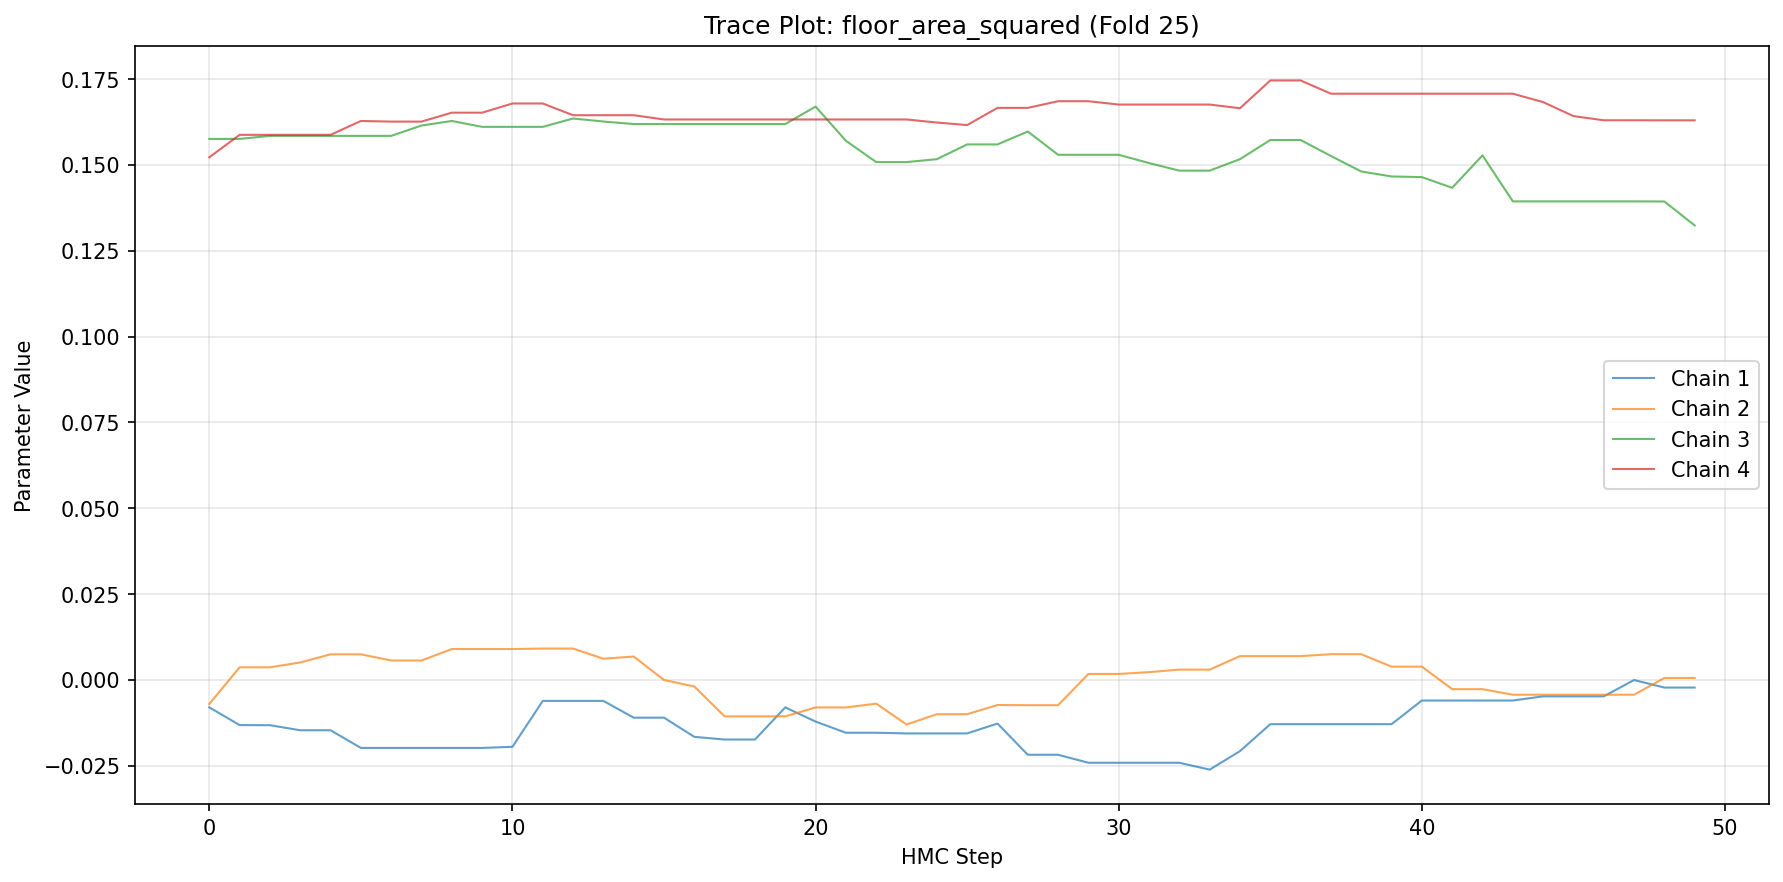 Trace Plot: floor_area_squared (Fold 25)
Parameter Value
0.175
0.150
0.125
0.100
0.075
0.050
0.025
0.000
−0.025
Chain 1
Chain 2
Chain 3
Chain 4
0 10 20 30 40 50
HMC Step